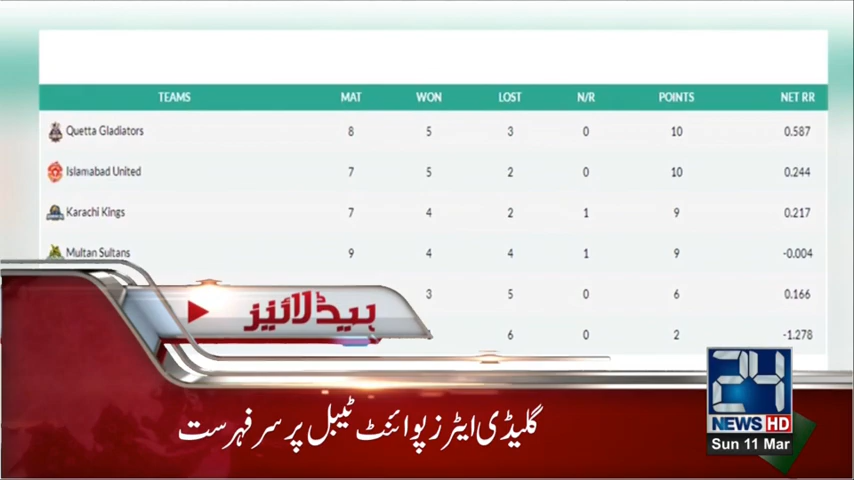 TEAMS MAT WON LOST N/R POINTS NET RR
Quetta Gladiators 8 5 3 0 10 0.587
Islamabad United 7 5 2 0 10 0.244
Karachi Kings 7 4 2 1 9 0.217
Multan Sultans 9 4 4 1 9 -0.004
3 5 0 6 0.166
6 0 2 -1.278
ہیڈلائنز
گلیڈی ایٹرز پوائنٹ ٹیبل پر سرفہرست
24
NEWS HD
Sun 11 Mar